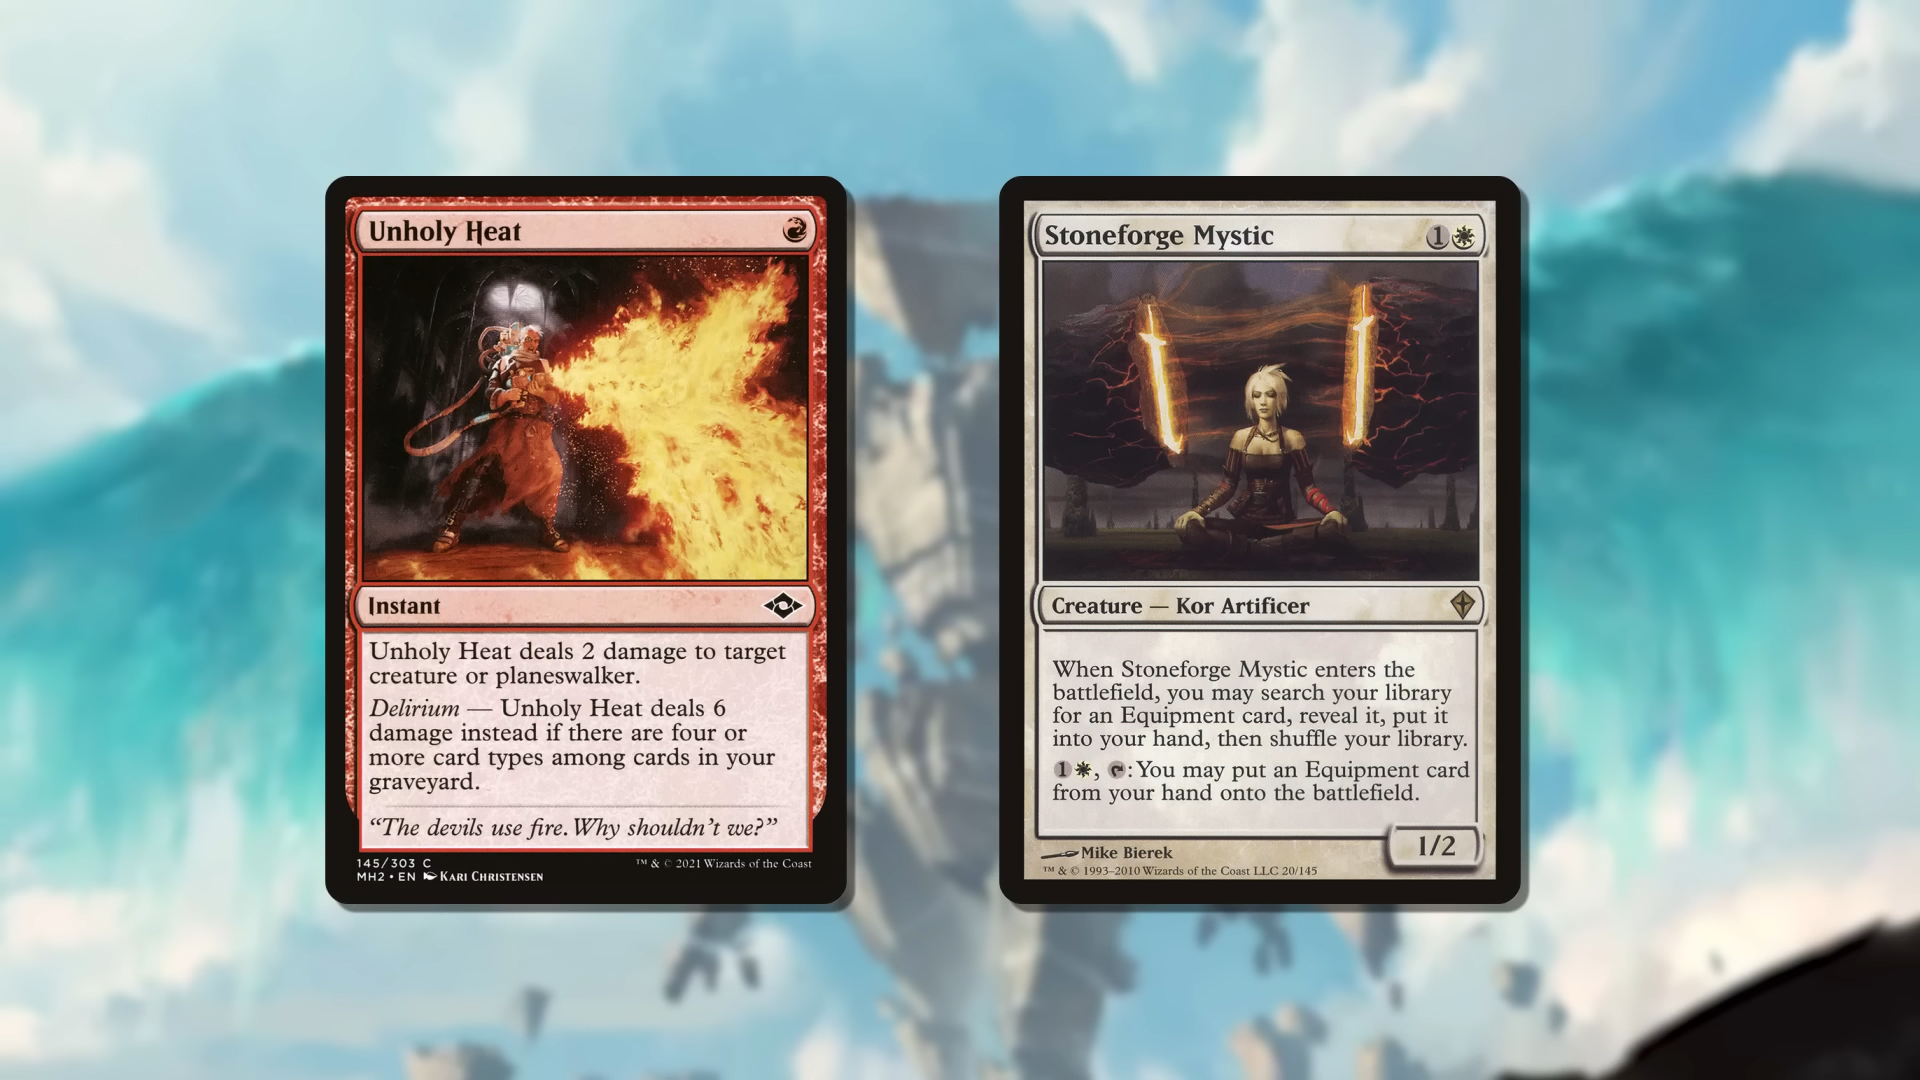 Unholy Heat
Instant
Unholy Heat deals 2 damage to target
creature or planeswalker.
Delirium — Unholy Heat deals 6
damage instead if there are four or
more card types among cards in your
graveyard.
“The devils use fire. Why shouldn’t we?”
145/303 C
MH2 • EN Kari Christensen
™ & © 2021 Wizards of the Coast
Stoneforge Mystic
1
Creature — Kor Artificer
When Stoneforge Mystic enters the
battlefield, you may search your library
for an Equipment card, reveal it, put it
into your hand, then shuffle your library.
1, : You may put an Equipment card
from your hand onto the battlefield.
1/2
Mike Bierek
™ & © 1993–2010 Wizards of the Coast LLC 20/145